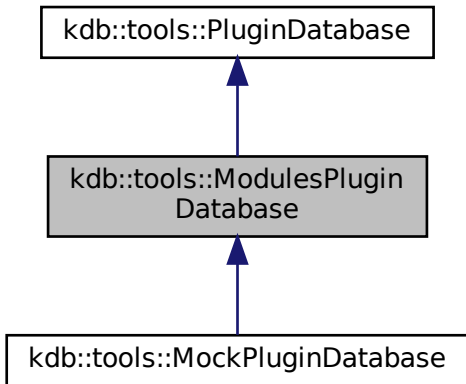 kdb::tools::PluginDatabase
kdb::tools::ModulesPlugin
Database
kdb::tools::MockPluginDatabase